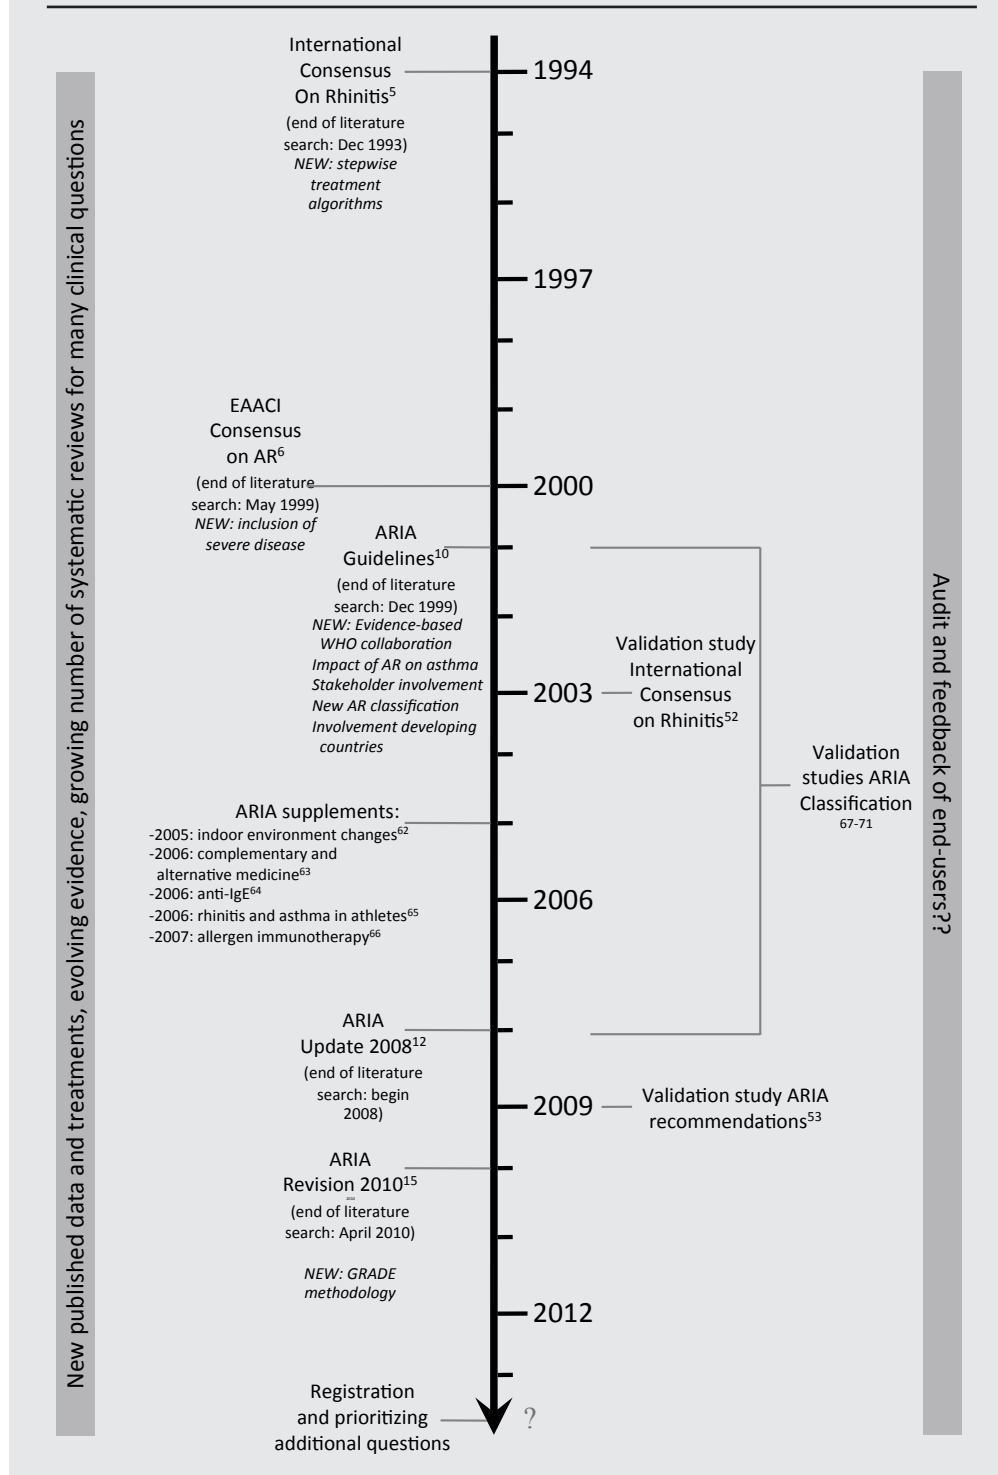 International
Consensus
On Rhinitis5
(end of literature
search: Dec 1993)
NEW: stepwise
treatment
algorithms
1994
1997
EAACI
Consensus
on AR6
(end of literature
search: May 1999)
NEW: inclusion of
severe disease
2000
ARIA
Guidelines10
(end of literature
search: Dec 1999)
NEW: Evidence-based
WHO collaboration
Impact of AR on asthma
Stakeholder involvement
New AR classification
Involvement developing
countries
Validation study
International
Consensus
on Rhinitis52
2003
Validation
studies ARIA
Classification
67-71
ARIA supplements:
-2005: indoor environment changes62
-2006: complementary and
alternative medicine63
-2006: anti-IgE64
-2006: rhinitis and asthma in athletes65
-2007: allergen immunotherapy66
2006
ARIA
Update 200812
(end of literature
search: begin
2008)
2009
Validation study ARIA
recommendations53
ARIA
Revision 201015
(end of literature
search: April 2010)
NEW: GRADE
methodology
2012
Registration
and prioritizing
additional questions
?
New published data and treatments, evolving evidence, growing number of systematic reviews for many clinical questions
Audit and feedback of end-users??